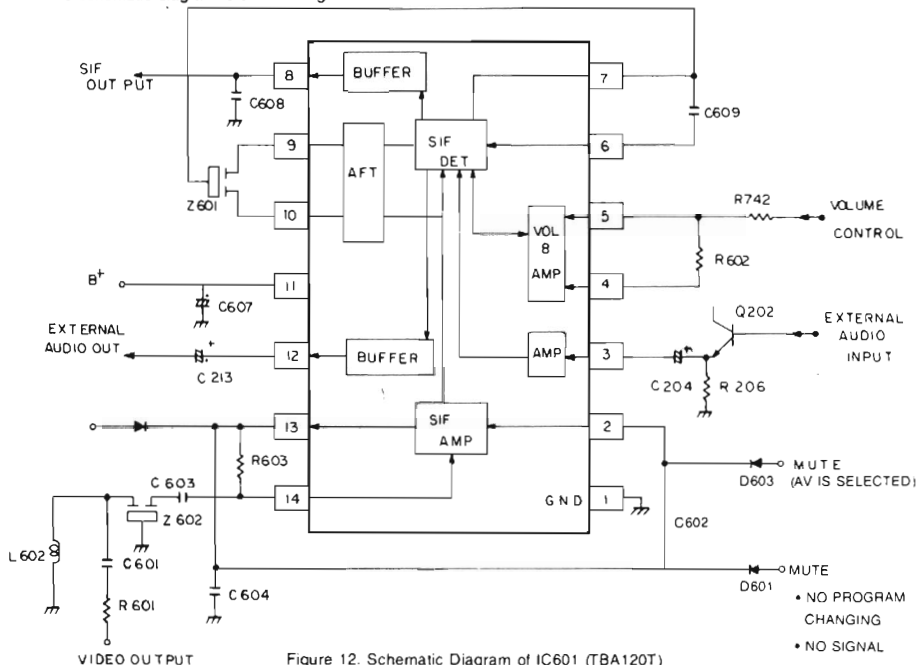 SIF
OUT PUT
C608
8
BUFFER
7
C609
9
AFT
SIF
DET
6
Z601
10
5
R742
VOLUME
CONTROL
VOL
8
AMP
R602
4
B+
11
C607
Q202
EXTERNAL
AUDIO
INPUT
EXTERNAL
AUDIO OUT
12
BUFFER
AMP
3
C213
C204
R206
13
SIF
AMP
2
R603
C603
14
GND
1
D603
MUTE
(AV IS SELECTED)
C602
Z602
L602
C601
C604
D601
MUTE
• NO PROGRAM
CHANGING
• NO SIGNAL
R601
VIDEO OUTPUT
Figure 12. Schematic Diagram of IC601 (TBA120T)